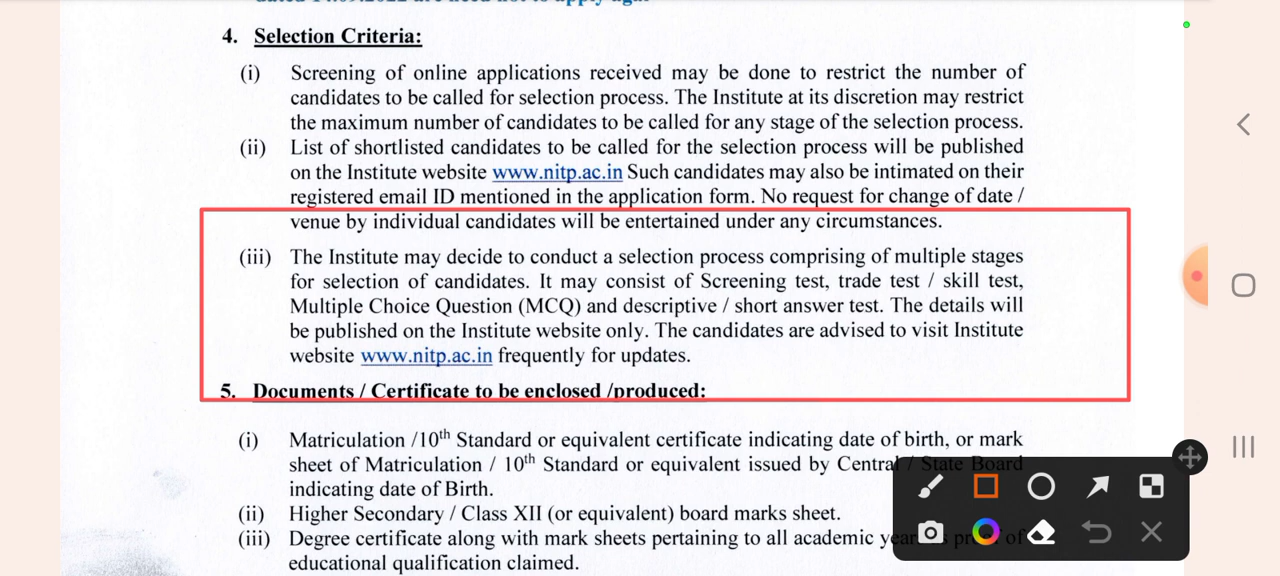 4. Selection Criteria:
(i) Screening of online applications received may be done to restrict the number of
candidates to be called for selection process. The Institute at its discretion may restrict
the maximum number of candidates to be called for any stage of the selection process.
(ii) List of shortlisted candidates to be called for the selection process will be published
on the Institute website www.nitp.ac.in Such candidates may also be intimated on their
registered email ID mentioned in the application form. No request for change of date /
venue by individual candidates will be entertained under any circumstances.
(iii) The Institute may decide to conduct a selection process comprising of multiple stages
for selection of candidates. It may consist of Screening test, trade test / skill test,
Multiple Choice Question (MCQ) and descriptive / short answer test. The details will
be published on the Institute website only. The candidates are advised to visit Institute
website www.nitp.ac.in frequently for updates.
5. Documents / Certificate to be enclosed /produced:
(i) Matriculation /10th Standard or equivalent certificate indicating date of birth, or mark
sheet of Matriculation / 10th Standard or equivalent issued by Central / State Board
indicating date of Birth.
(ii) Higher Secondary / Class XII (or equivalent) board marks sheet.
(iii) Degree certificate along with mark sheets pertaining to all academic of
educational qualification claimed.